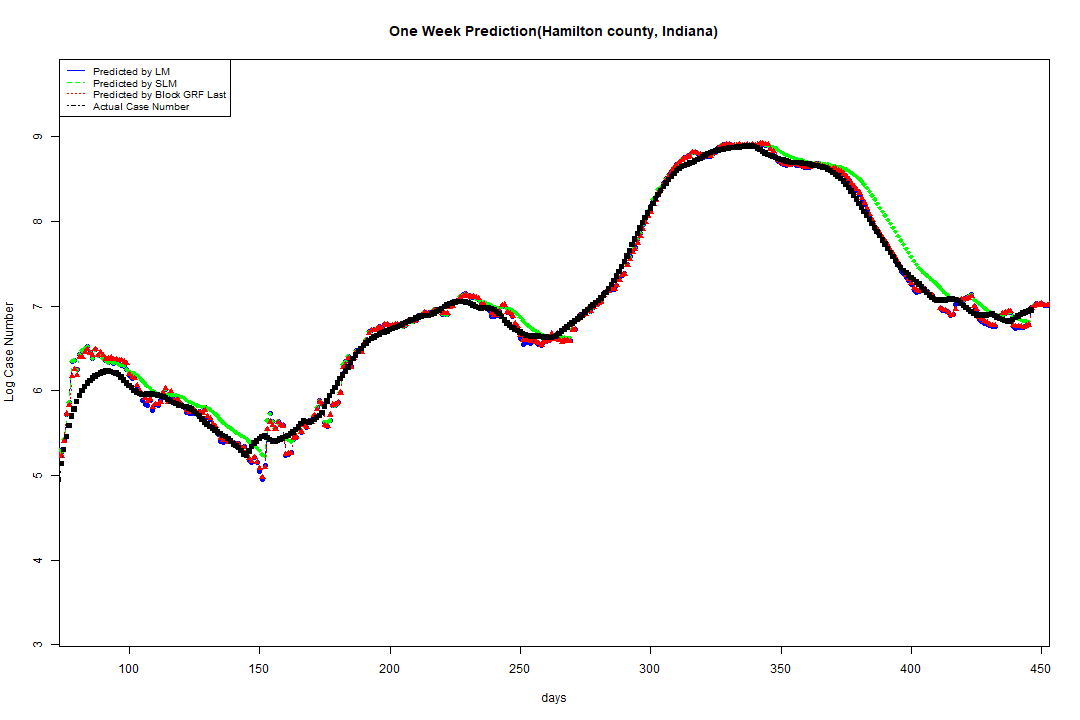 One Week Prediction(Hamilton county, Indiana)
Predicted by LM
Predicted by SLM
Predicted by Block GRF Last
Actual Case Number
Log Case Number
9
8
7
6
5
4
3
100 150 200 250 300 350 400 450
days